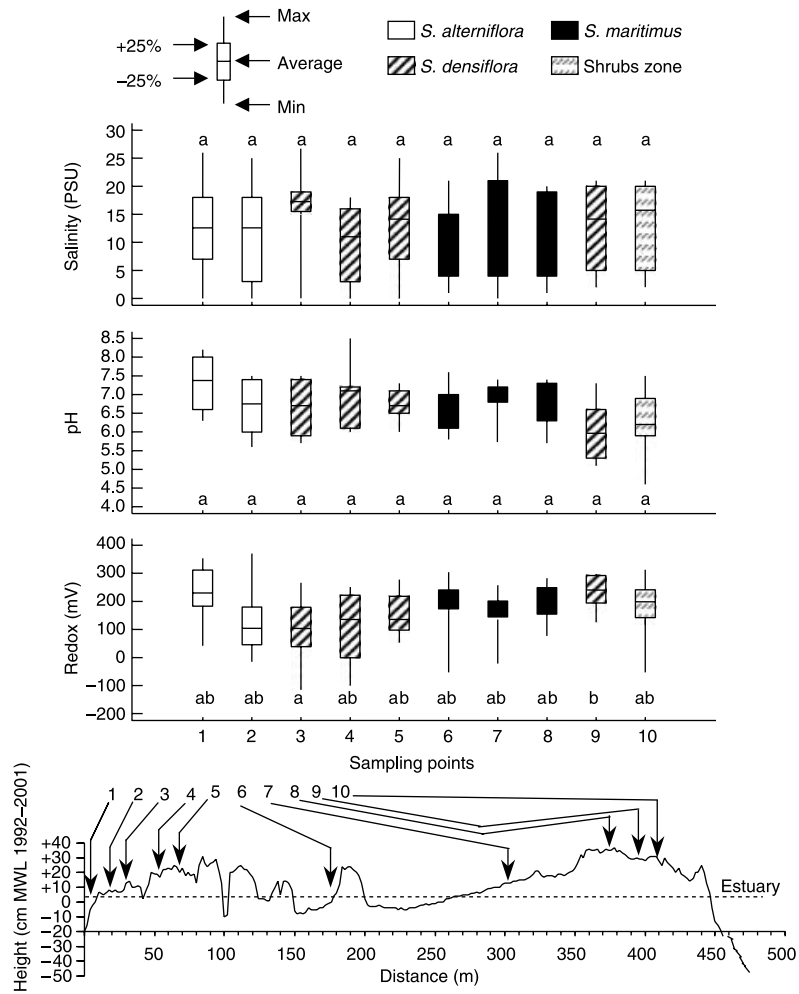 Max
+25%
Average
−25%
Min
S. alterniflora
S. maritimus
S. densiflora
Shrubs zone
Salinity (PSU)
30
25
20
15
10
5
0
a a a a a a a a a a
pH
8.5
8.0
7.5
7.0
6.5
6.0
5.5
5.0
4.5
4.0
a a a a a a a a a a
Redox (mV)
400
300
200
100
0
−100
−200
ab ab a ab ab ab ab ab b ab
1 2 3 4 5 6 7 8 9 10
Sampling points
Height (cm MWL 1992–2001)
1 2 3 4 5 6 7 8 9 10
+40
+30
+20
+10
0
−10
−20
−20
−30
−40
−50
Estuary
50 100 150 200 250 300 350 400 450 500
Distance (m)